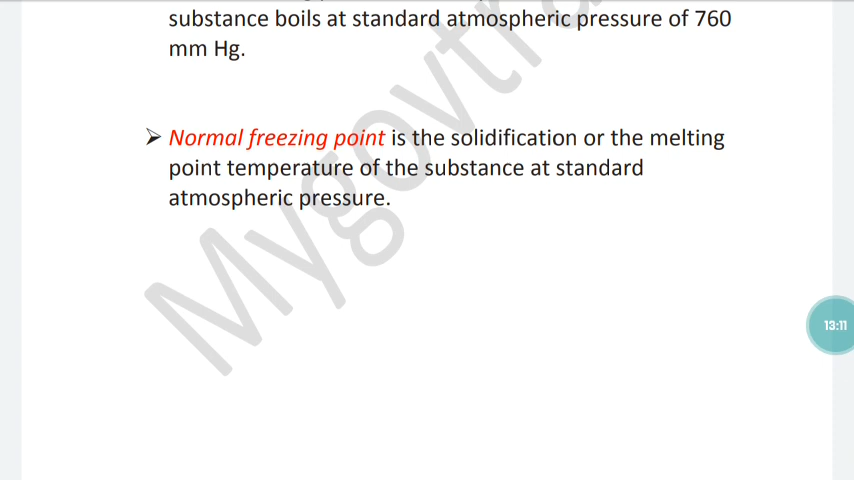 substance boils at standard atmospheric pressure of 760
mm Hg.
➢ Normal freezing point is the solidification or the melting
point temperature of the substance at standard
atmospheric pressure.
Mygovtra
13:11